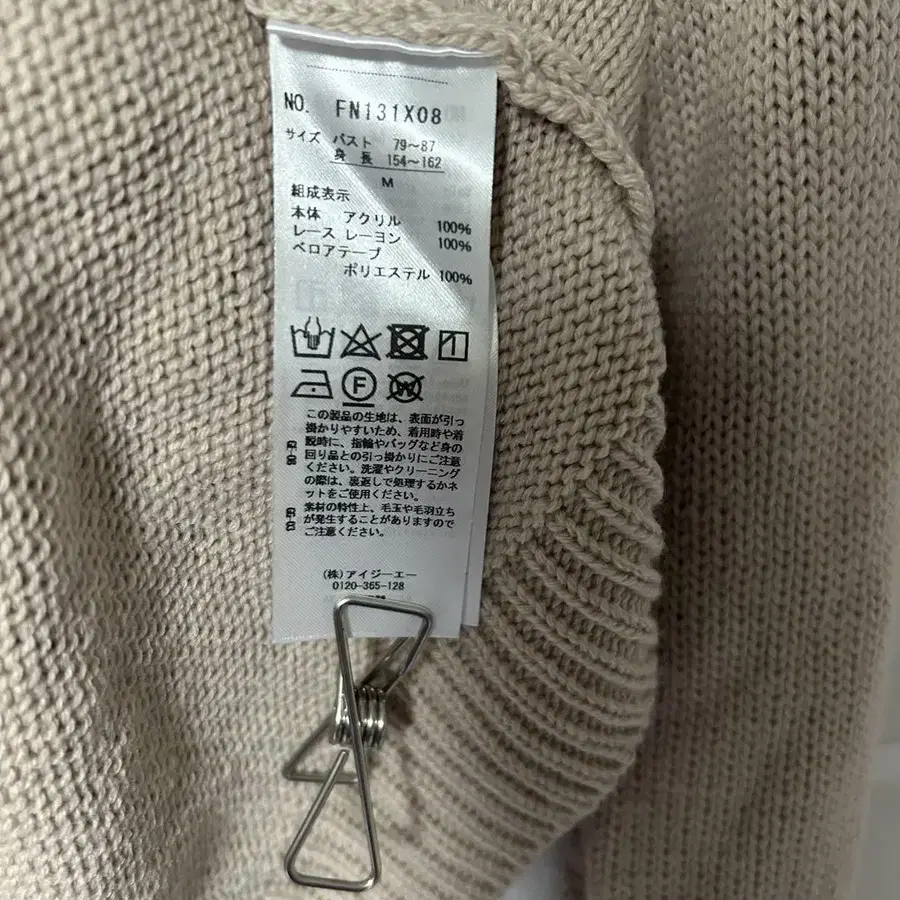 NO. FN131X08
サイズ バスト 79～87
身長 154～162
M
組成表示
本体 アクリル 100%
レース レーヨン 100%
ベロアテープ
ポリエステル 100%
F
W
この製品の生地は、表面が引っ
掛かりやすいため、着用時や着
脱時に、指輪やバッグなど身の
回り品との引っ掛かりにご注意
ください。洗濯やクリーニング
の際は、裏返しで処理するかネ
ットをご使用ください。
素材の特性上、毛玉や毛羽立ち
が発生することがありますので
ご注意ください。
(株)アイジーエー
0120-365-128